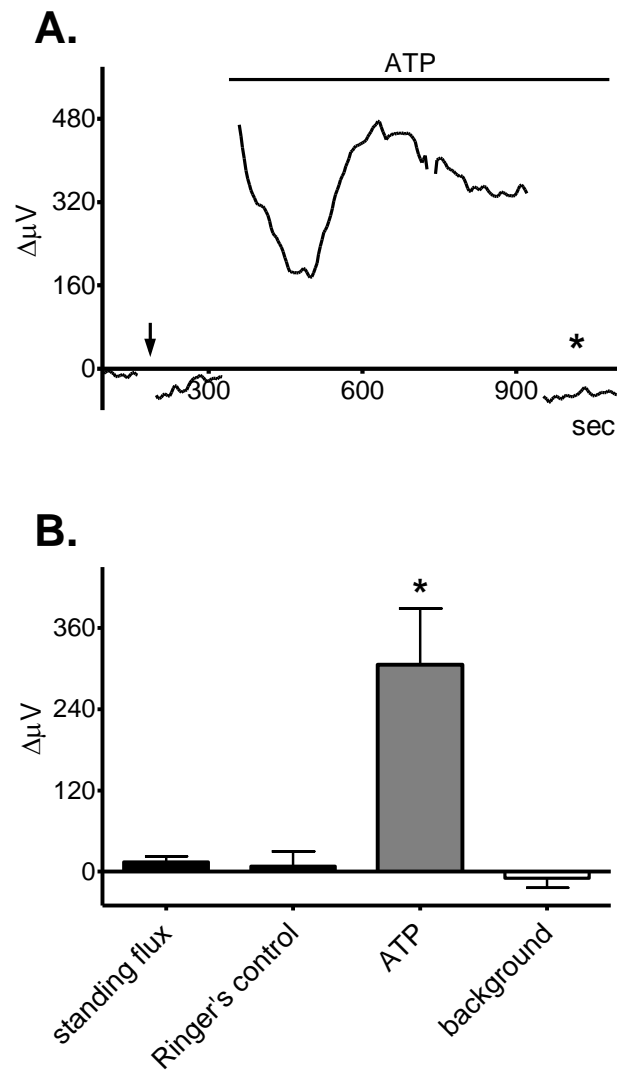 A.
ATP
480
320
160
0
ΔμV
*
300 600 900
sec
B.
*
360
240
120
0
ΔμV
standing flux
Ringer's control
ATP
background